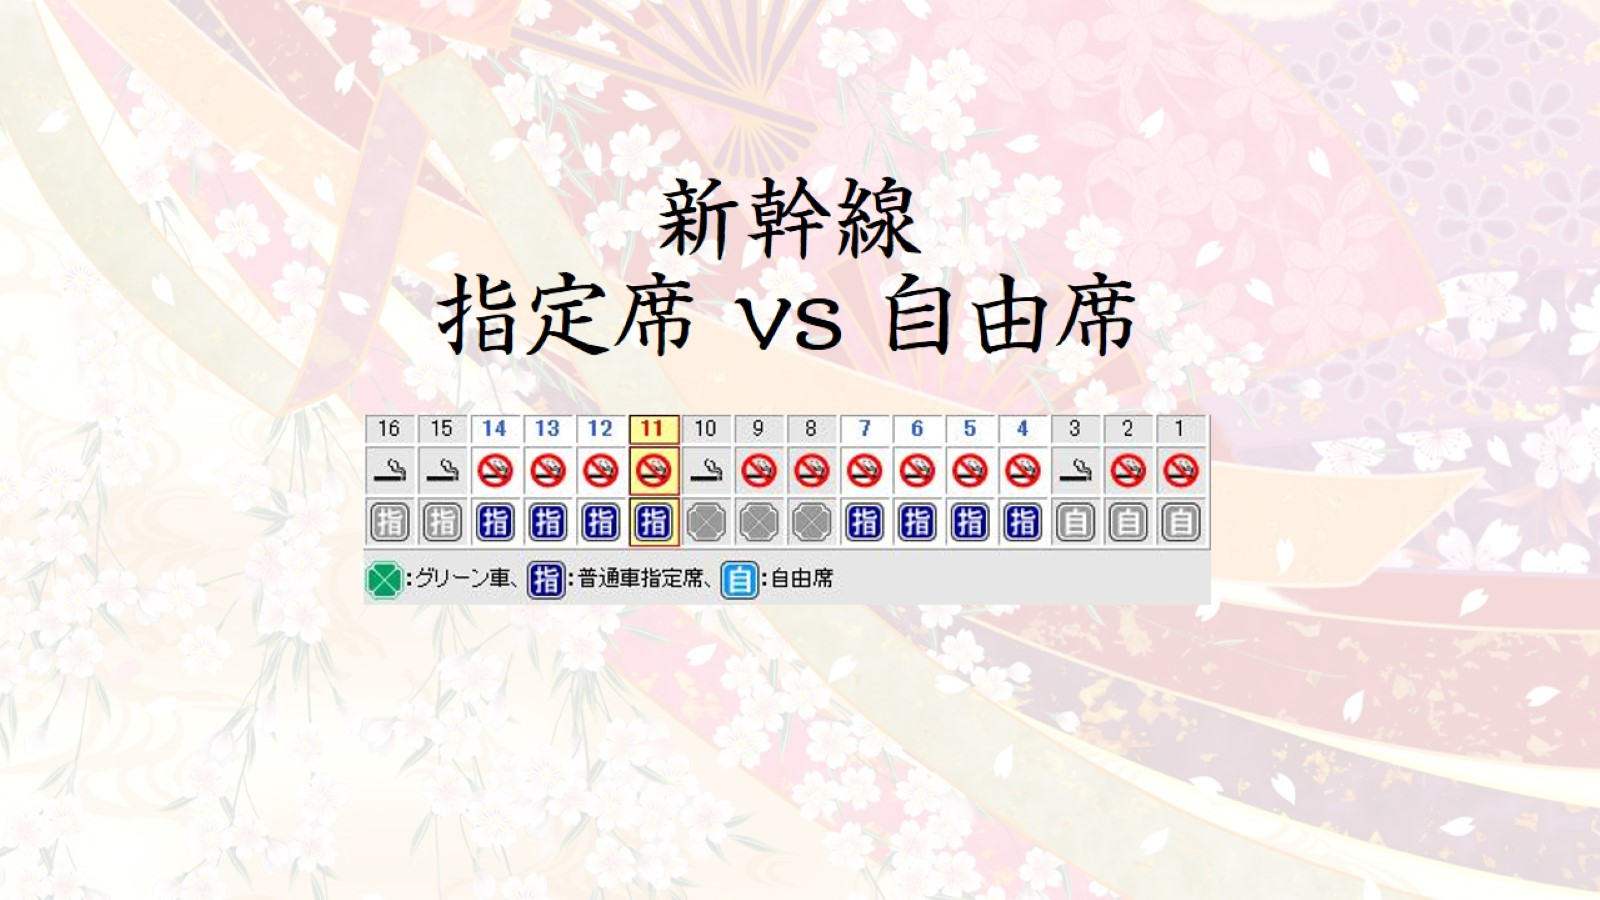 新幹線
指定席 vs 自由席
16 15 14 13 12 11 10 9 8 7 6 5 4 3 2 1
指 指 指 指 指 指 指 指 指 指 自 自 自
:グリーン車、 指:普通車指定席、 自:自由席